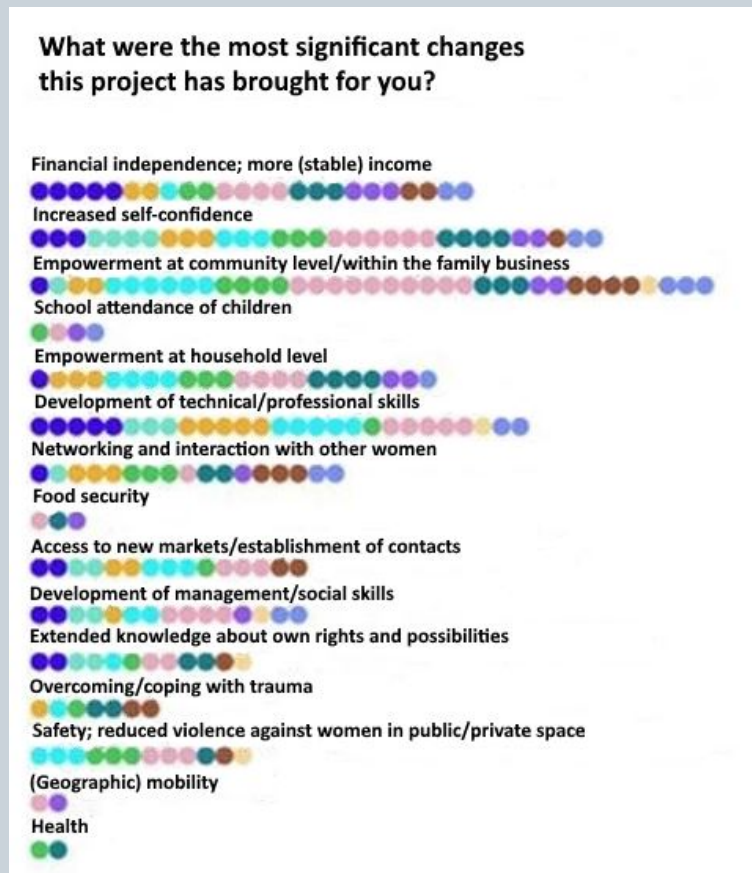 What were the most significant changes
this project has brought for you?
Financial independence; more (stable) income
Increased self-confidence
Empowerment at community level/within the family business
School attendance of children
Empowerment at household level
Development of technical/professional skills
Networking and interaction with other women
Food security
Access to new markets/establishment of contacts
Development of management/social skills
Extended knowledge about own rights and possibilities
Overcoming/coping with trauma
Safety; reduced violence against women in public/private space
(Geographic) mobility
Health